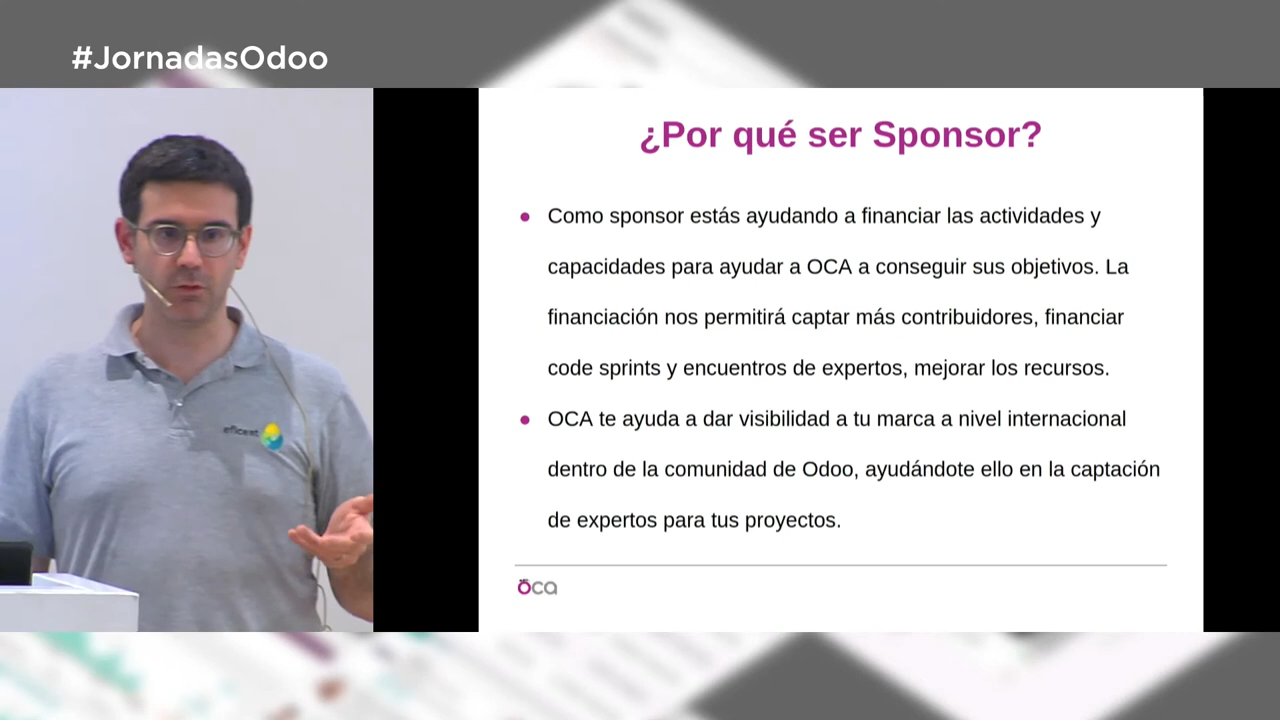 #JornadasOdoo
¿Por qué ser Sponsor?
Como sponsor estás ayudando a financiar las actividades y
capacidades para ayudar a OCA a conseguir sus objetivos. La
financiación nos permitirá captar más contribuidores, financiar
code sprints y encuentros de expertos, mejorar los recursos.
OCA te ayuda a dar visibilidad a tu marca a nivel internacional
dentro de la comunidad de Odoo, ayudándote ello en la captación
de expertos para tus proyectos.
eficent
oca